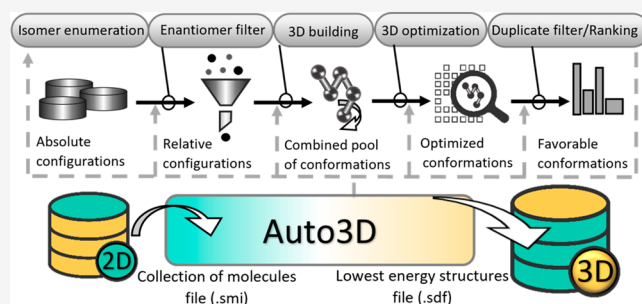 Isomer enumeration
Enantiomer filter
3D building
3D optimization
Duplicate filter/Ranking
Absolute
configurations
Relative
configurations
Combined pool
of conformations
Optimized
conformations
Favorable
conformations
2D
Auto3D
3D
Collection of molecules
file (.smi)
Lowest energy structures
file (.sdf)